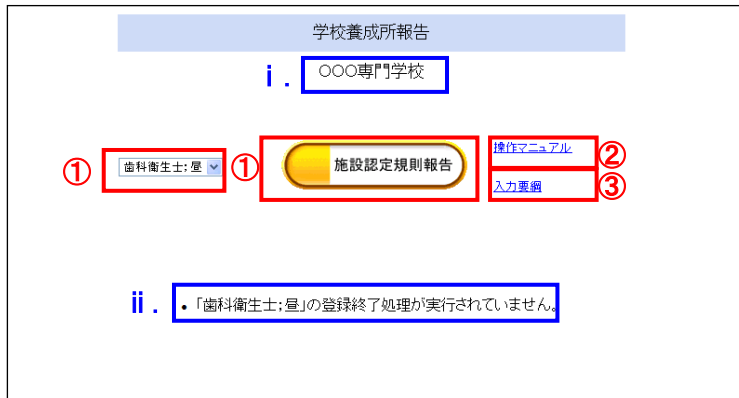 学校養成所報告
ⅰ. ○○○専門学校
① 歯科衛生士;昼 ① 施設認定規則報告 操作マニュアル ②
入力要綱 ③
ⅱ. •「歯科衛生士;昼」の登録終了処理が実行されていません。